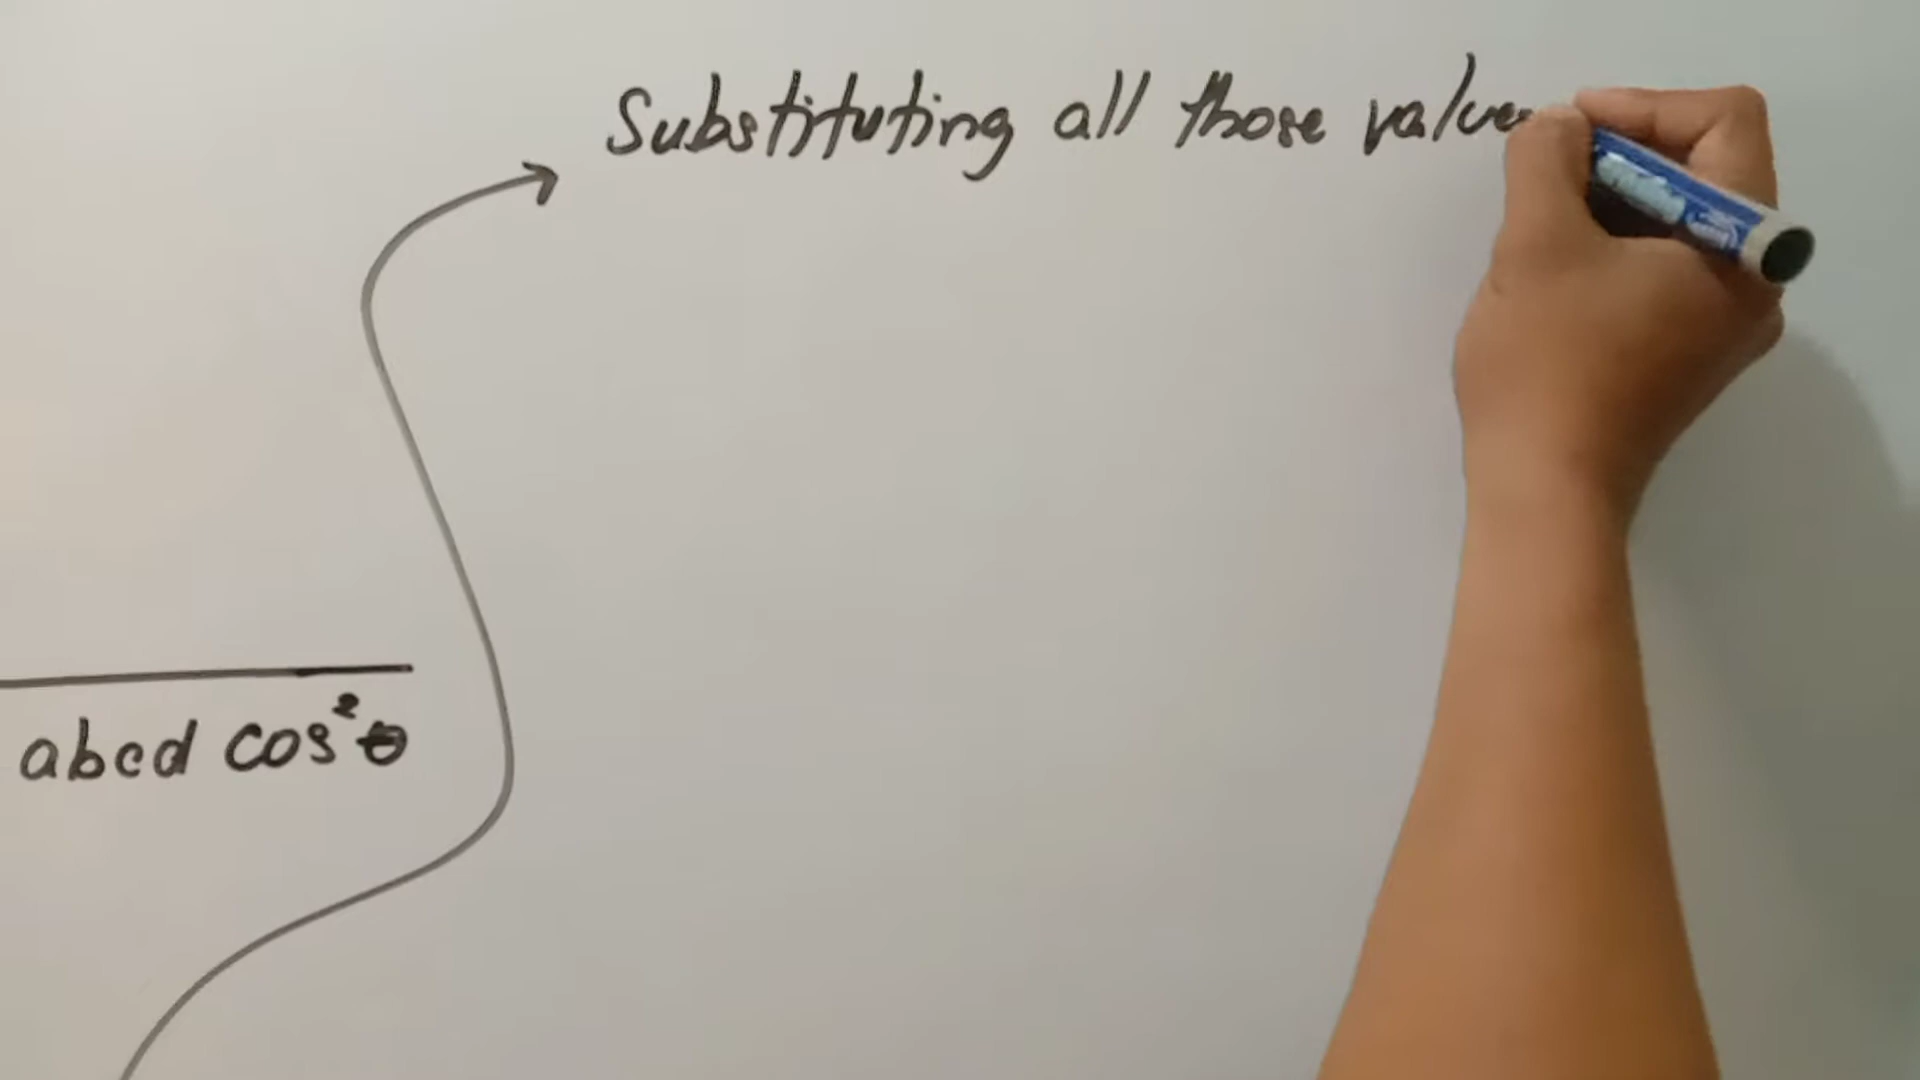 Substituting all those value
abcd cos²θ